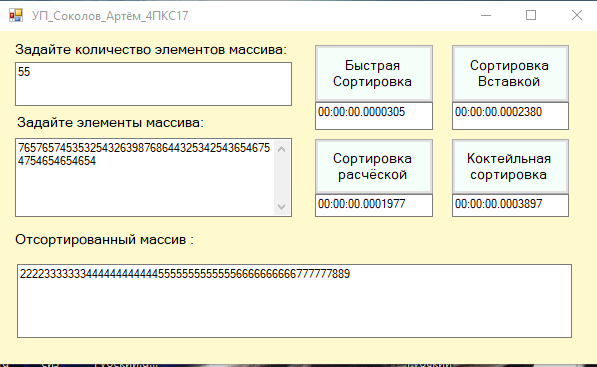 УП_Соколов_Артём_4ПКС17
Задайте количество элементов массива:
55
Задайте элементы массива:
7657657453532543263987686443253425436546754754654654654
Быстрая
Сортировка
00:00:00.0000305
Сортировка
Вставкой
00:00:00.0002380
Сортировка
расчёской
00:00:00.0001977
Коктейльная
сортировка
00:00:00.0003897
Отсортированный массив :